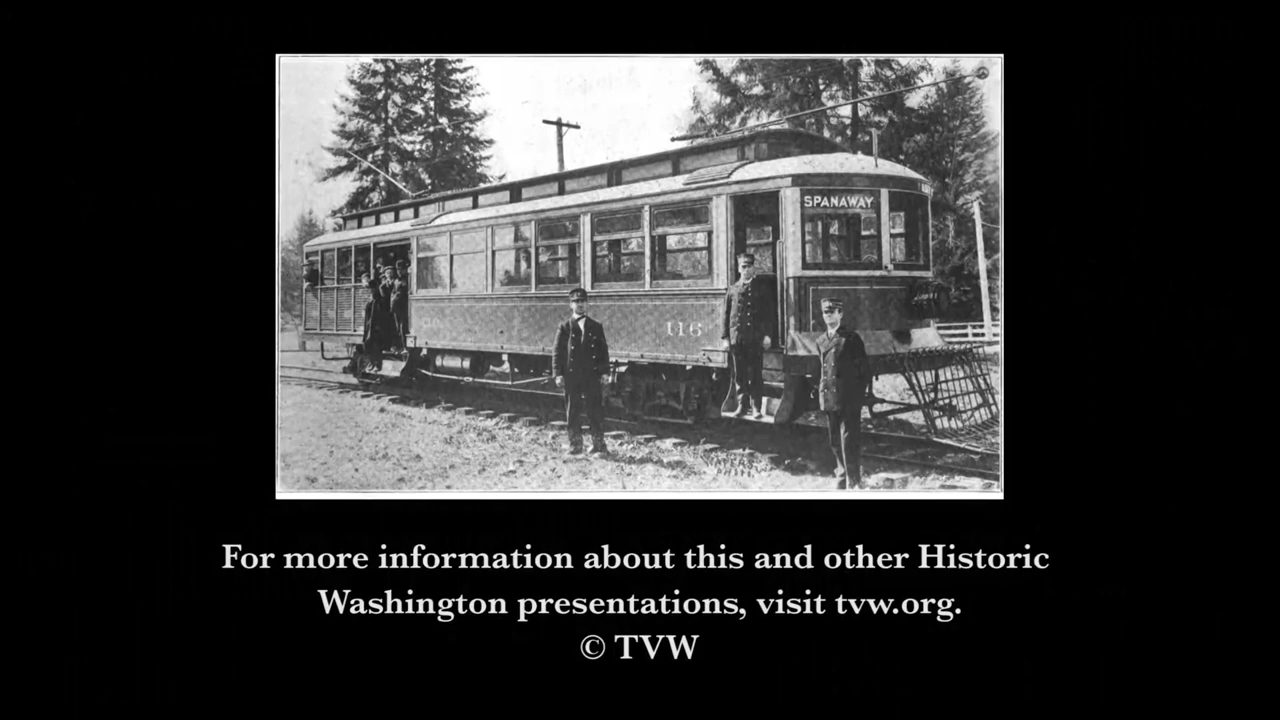 SPANAWAY
116
For more information about this and other Historic
Washington presentations, visit tvw.org.
© TVW